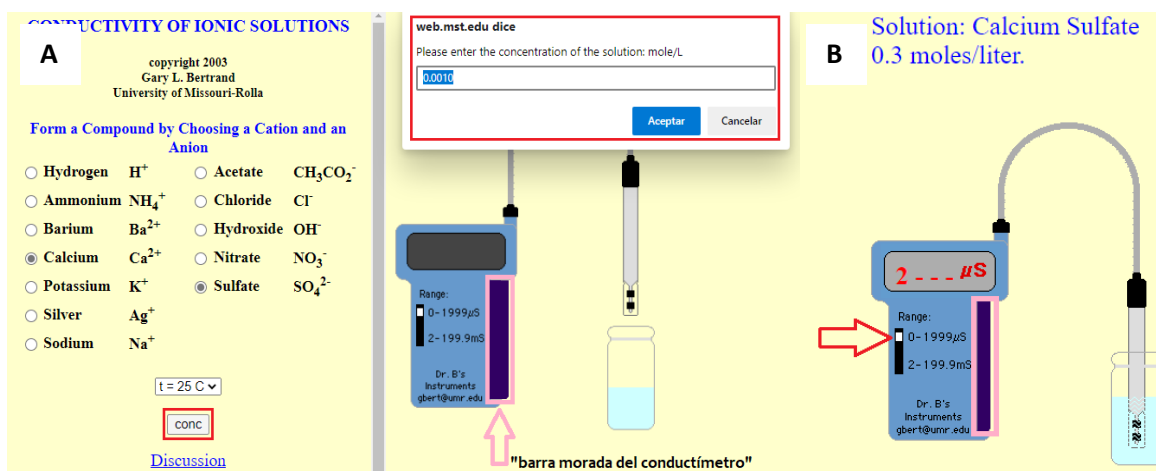 CONDUCTIVITY OF IONIC SOLUTIONS
A
copyright 2003
Gary L. Bertrand
University of Missouri-Rolla
Form a Compound by Choosing a Cation and an
Anion
Hydrogen H⁺ Acetate CH₃CO₂⁻
Ammonium NH₄⁺ Chloride Cl⁻
Barium Ba²⁺ Hydroxide OH⁻
Calcium Ca²⁺ Nitrate NO₃⁻
Potassium K⁺ Sulfate SO₄²⁻
Silver Ag⁺
Sodium Na⁺
t = 25 C
conc
Discussion
web.mst.edu dice
Please enter the concentration of the solution: mole/L
0.0010
Aceptar Cancelar
Range:
0-1999µS
2-199.9mS
Dr. B's
Instruments
gbert@umr.edu
"barra morada del conductímetro"
B
Solution: Calcium Sulfate
0.3 moles/liter.
2 _ _ _ µS
Range:
0-1999µS
2-199.9mS
Dr. B's
Instruments
gbert@umr.edu